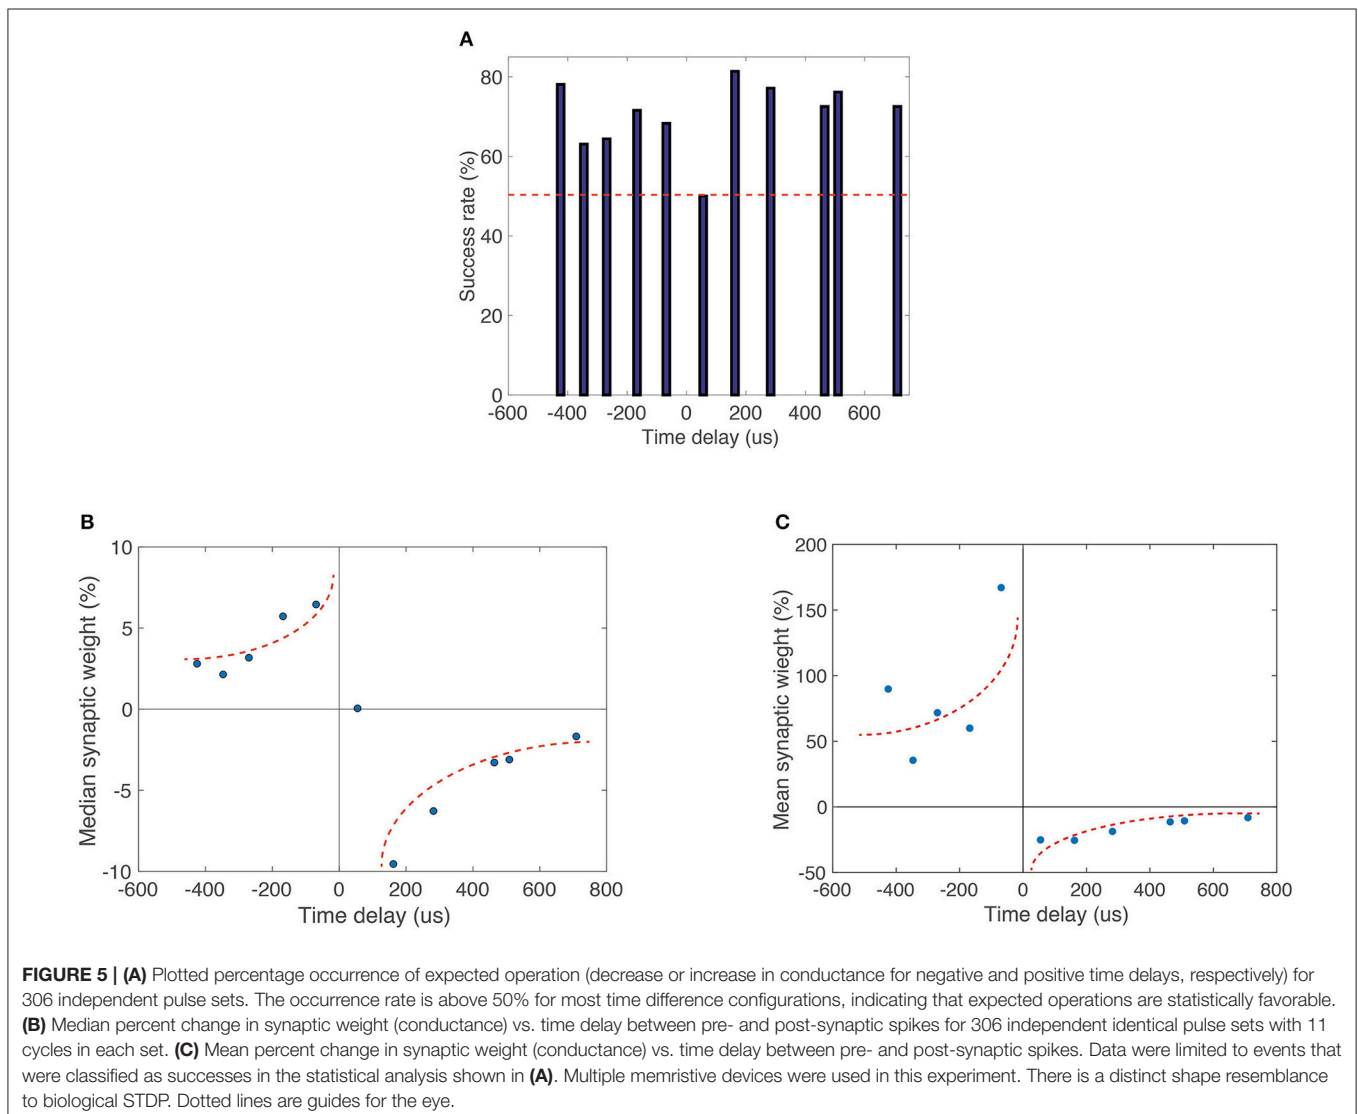 A
80
60
40
20
0
Success rate (%)
-600 -400 -200 0 200 400 600
Time delay (us)
B
10
5
0
-5
-10
Median synaptic weight (%)
-600 -400 -200 0 200 400 600 800
Time delay (us)
C
200
150
100
50
0
-50
Mean synaptic wieght (%)
-600 -400 -200 0 200 400 600 800
Time delay (us)
FIGURE 5 | (A) Plotted percentage occurrence of expected operation (decrease or increase in conductance for negative and positive time delays, respectively) for
306 independent pulse sets. The occurrence rate is above 50% for most time difference configurations, indicating that expected operations are statistically favorable.
(B) Median percent change in synaptic weight (conductance) vs. time delay between pre- and post-synaptic spikes for 306 independent identical pulse sets with 11
cycles in each set. (C) Mean percent change in synaptic weight (conductance) vs. time delay between pre- and post-synaptic spikes. Data were limited to events that
were classified as successes in the statistical analysis shown in (A). Multiple memristive devices were used in this experiment. There is a distinct shape resemblance
to biological STDP. Dotted lines are guides for the eye.